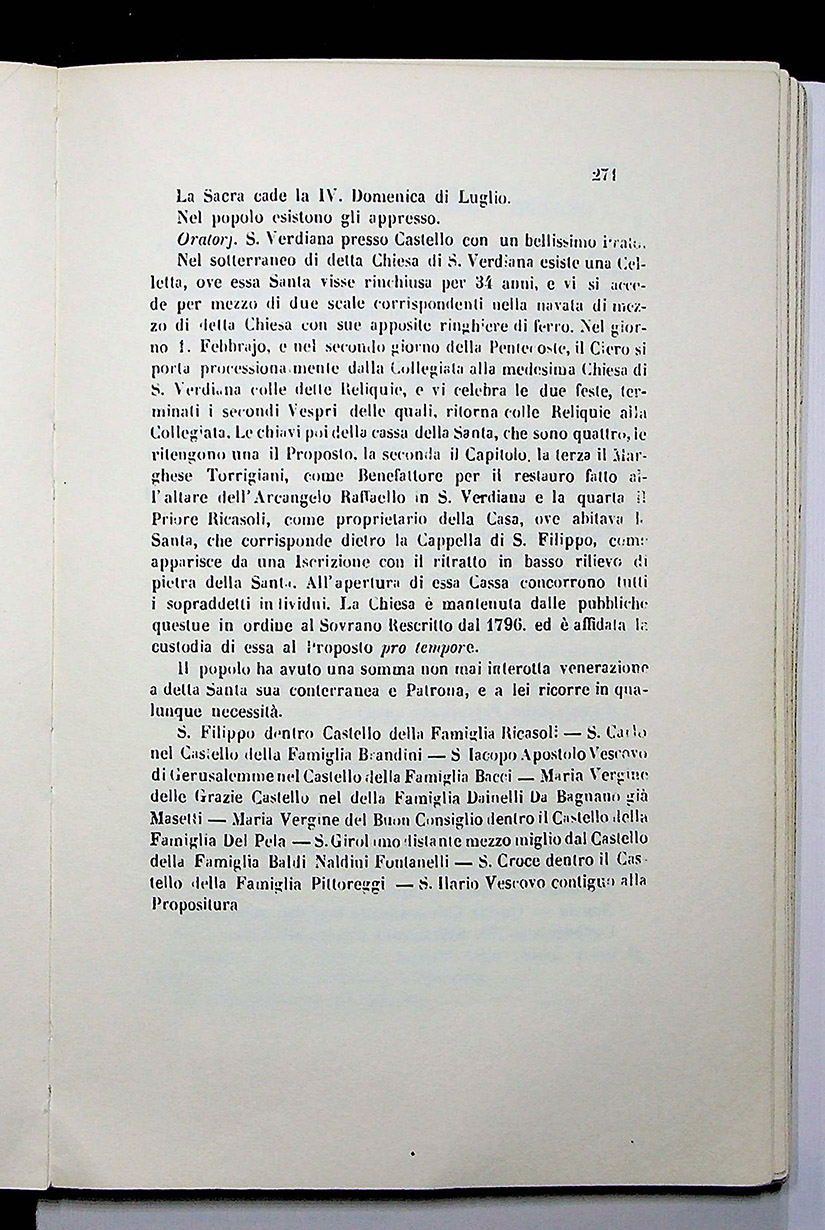 271
La Sacra cade la IV. Domenica di Luglio.
Nel popolo esistono gli appresso.
Oratorj. S. Verdiana presso Castello con un bellissimo Prato.
Nel sotterraneo di detta Chiesa di S. Verdiana esiste una Cel-
letta, ove essa Santa visse rinchiusa per 34 anni, e vi si acce-
de per mezzo di due scale corrispondenti nella navata di mez-
zo di detta Chiesa con sue apposite ringhiere di ferro. Nel gior-
no 1. Febbrajo, e nel secondo giorno della Pentecoste, il Clero si
porta processionalmente dalla Collegiata alla medesima Chiesa di
S. Verdiana colle dette Reliquie, e vi celebra le due feste, ter-
minati i secondi Vespri delle quali, ritorna colle Reliquie alla
Collegiata. Le chiavi poi della cassa della Santa, che sono quattro, le
ritengono una il Proposto, la seconda il Capitolo, la terza il Mar-
ghese Torrigiani, come Benefattore per il restauro fatto al-
l'altare dell'Arcangelo Raffaello in S. Verdiana e la quarta il
Priore Ricasoli, come proprietario della Casa, ove abitava la
Santa, che corrisponde dietro la Cappella di S. Filippo, come
apparisce da una Iscrizione con il ritratto in basso rilievo di
pietra della Santa. All'apertura di essa Cassa concorrono tutti
i sopraddetti individui. La Chiesa è mantenuta dalle pubbliche
questue in ordine al Sovrano Rescritto dal 1796. ed è affidata la
custodia di essa al Proposto pro tempore.
Il popolo ha avuto una somma non mai interotta venerazione
a detta Santa sua conterranea e Patrona, e a lei ricorre in qua-
lunque necessità.
S. Filippo dentro Castello della Famiglia Ricasoli — S. Carlo
nel Castello della Famiglia Brandini — S Iacopo Apostolo Vescovo
di Gerusalemme nel Castello della Famiglia Bacci — Maria Vergine
delle Grazie Castello nel della Famiglia Dainelli Da Bagnano già
Masetti — Maria Vergine del Buon Consiglio dentro il Castello della
Famiglia Del Pela — S. Girolamo distante mezzo miglio dal Castello
della Famiglia Baldi Naldini Fontanelli — S. Croce dentro il Cas-
tello della Famiglia Pittoreggi — S. Ilario Vescovo contiguo alla
Propositura